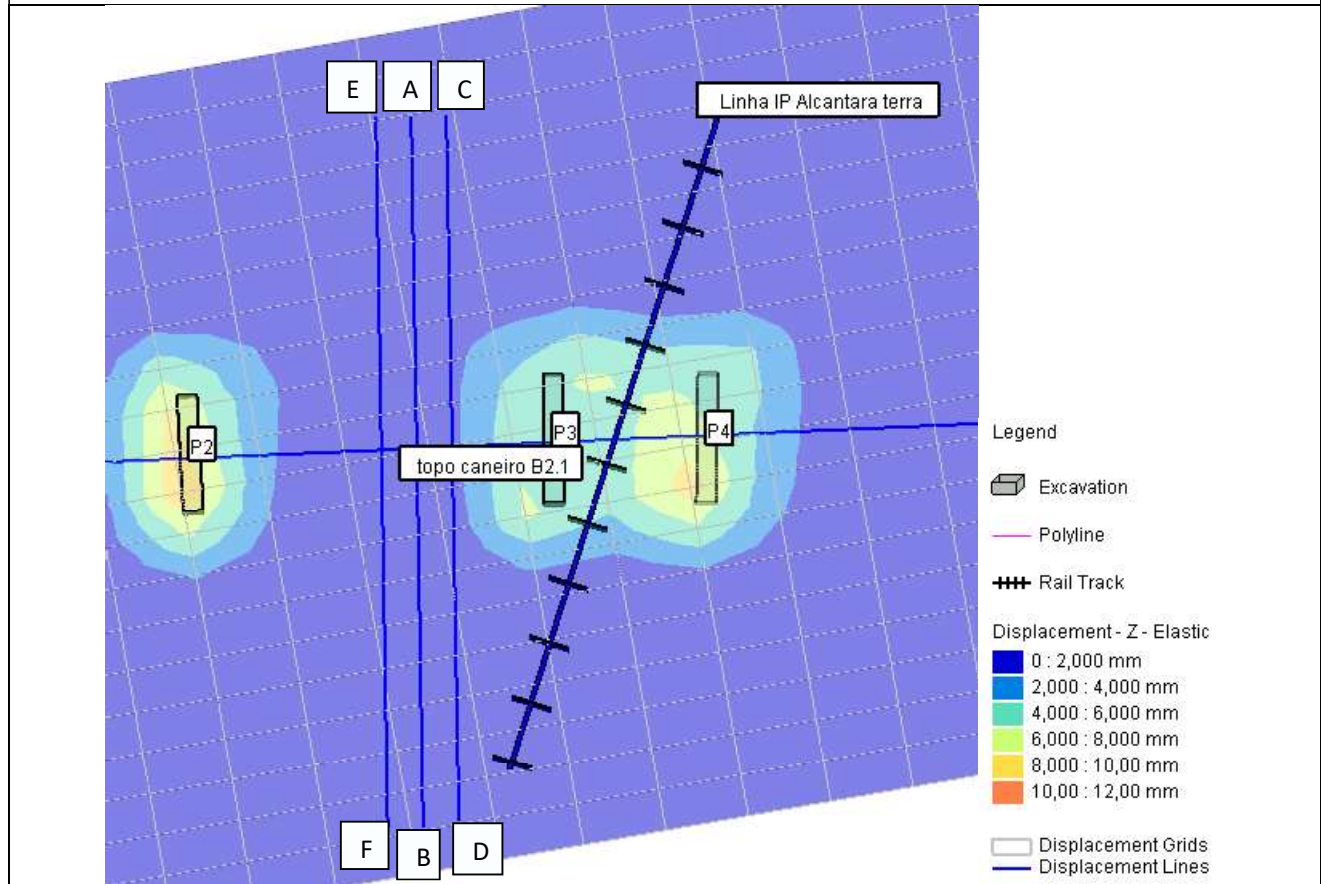 E
A
C
Linha IP Alcantara terra
P2
P3
P4
topo caneiro B2.1
F
B
D
Legend
Excavation
Polyline
Rail Track
Displacement - Z - Elastic
0 : 2,000 mm
2,000 : 4,000 mm
4,000 : 6,000 mm
6,000 : 8,000 mm
8,000 : 10,00 mm
10,00 : 12,00 mm
Displacement Grids
Displacement Lines